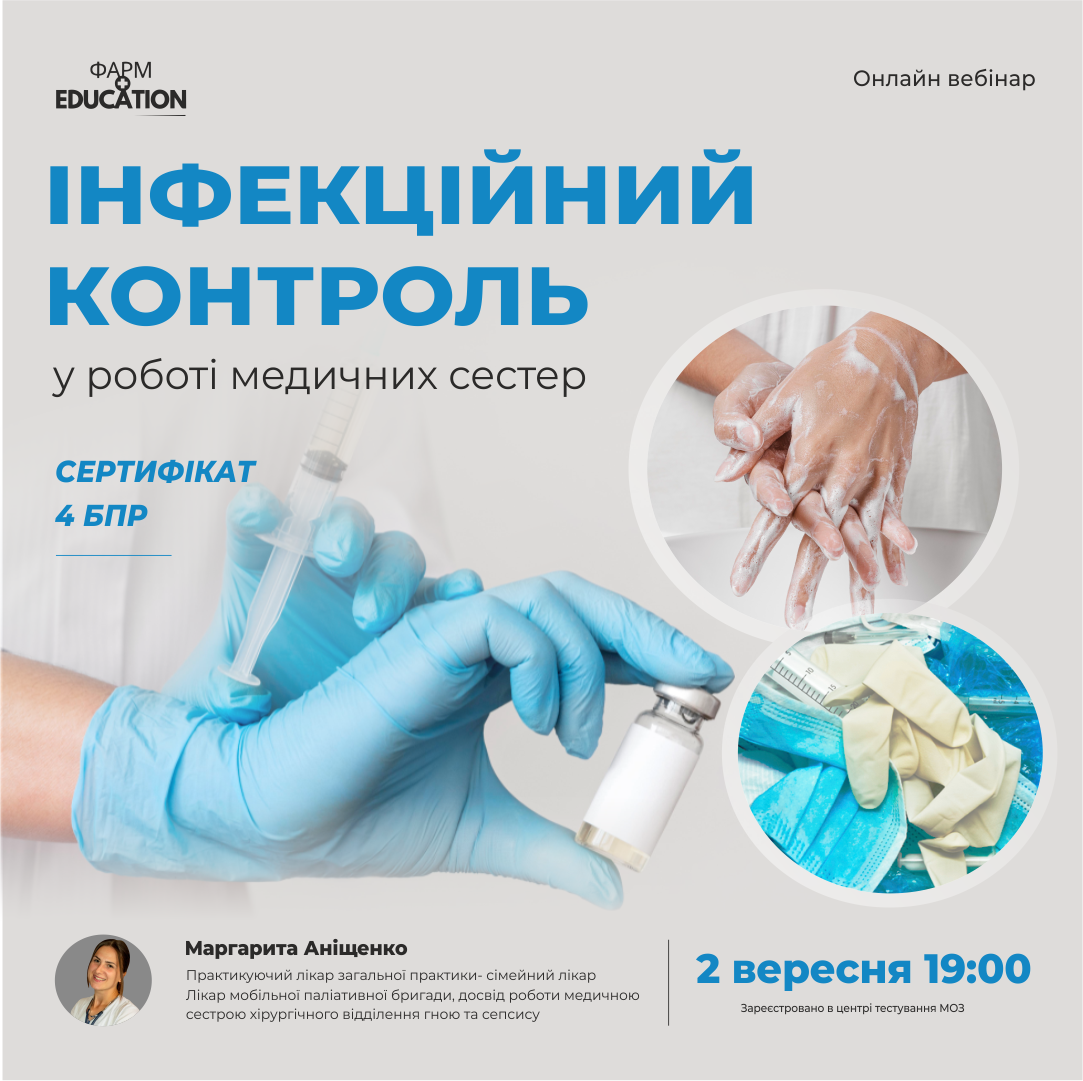 ФАРМ
EDUCATION
Онлайн вебінар
ІНФЕКЦІЙНИЙ
КОНТРОЛЬ
у роботі медичних сестер
СЕРТИФІКАТ
4 БПР
Маргарита Аніщенко
Практикуючий лікар загальної практики- сімейний лікар
Лікар мобільної паліативної бригади, досвід роботи медичною
сестрою хірургічного відділення гною та сепсису
2 вересня 19:00
Зареєстровано в центрі тестування МОЗ